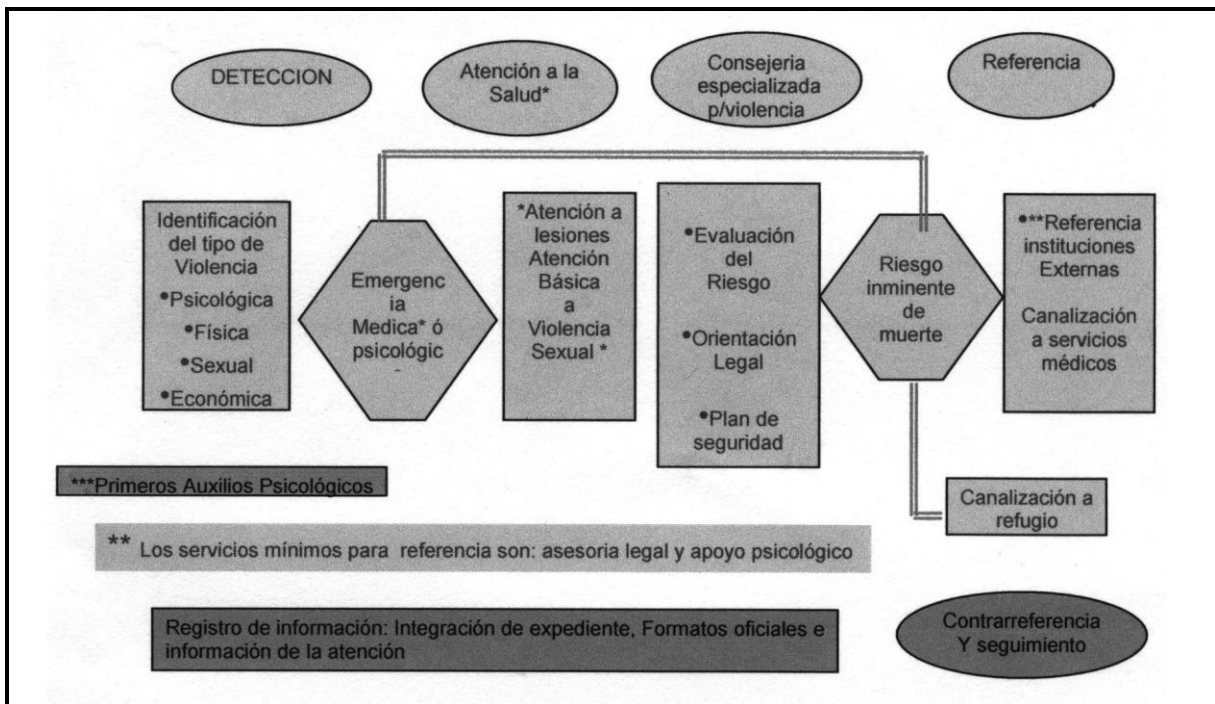 DETECCION
Atención a la
Salud*
Consejeria
especializada
p/violencia
Referencia
Identificación
del tipo de
Violencia
•Psicológica
•Física
•Sexual
•Económica
Emergenc
ia
Medica* ó
psicológic
-
*Atención a
lesiones
Atención
Básica
a
Violencia
Sexual *
•Evaluación
del
Riesgo
•Orientación
Legal
•Plan de
seguridad
Riesgo
inminente
de
muerte
•**Referencia
instituciones
Externas
Canalización
a servicios
médicos
***Primeros Auxilios Psicológicos
Canalización a
refugio
** Los servicios mínimos para referencia son: asesoria legal y apoyo psicológico
Registro de información: Integración de expediente, Formatos oficiales e
información de la atención
Contrarreferencia
Y seguimiento